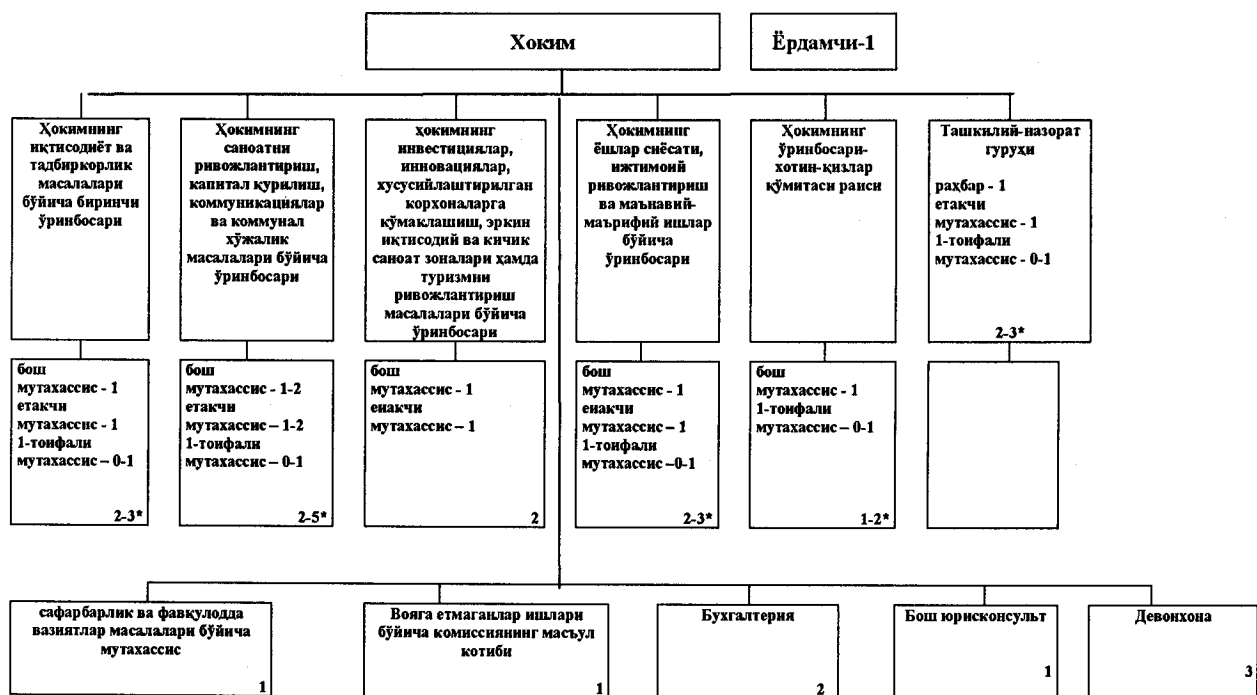 Хоким
Ёрдамчи-1
Ҳокимнинг
иқтисодиёт ва
тадбиркорлик
масалалари
бўйича биринчи
ўринбосари
Ҳокимнинг
саноатни
ривожлантириш,
капитал қурилиш,
коммуникациялар
ва коммунал
хўжалик
масалалари бўйича
ўринбосари
ҳокимнинг
инвестициялар,
инновациялар,
хусусийлаштирилган
корхоналарга
кўмаклашиш, эркин
иқтисодий ва кичик
саноат зоналари ҳамда
туризмни
ривожлантириш
масалалари бўйича
ўринбосари
Ҳокимнинг
ёшлар сиёсати,
ижтимоий
ривожлантириш
ва маънавий-
маърифий ишлар
бўйича
ўринбосари
Ҳокимнинг
ўринбосари-
хотин-қизлар
қўмитаси раиси
Ташкилий-назорат
гуруҳи
раҳбар - 1
етакчи
мутахассис - 1
1-тоифали
мутахассис - 0-1
2-3*
бош
мутахассис - 1
етакчи
мутахассис - 1
1-тоифали
мутахассис – 0-1
2-3*
бош
мутахассис - 1-2
етакчи
мутахассис – 1-2
1-тоифали
мутахассис – 0-1
2-5*
бош
мутахассис - 1
еиакчи
мутахассис – 1
2
бош
мутахассис - 1
еиакчи
мутахассис – 1
1-тоифали
мутахассис –0-1
2-3*
бош
мутахассис - 1
1-тоифали
мутахассис – 0-1
1-2*
сафарбарлик ва фавқулодда
вазиятлар масалалари бўйича
мутахассис
1
Вояга етмаганлар ишлари
бўйича комиссиянинг масъул
котиби
1
Бухгалтерия
2
Бош юрисконсульт
1
Девонхона
3